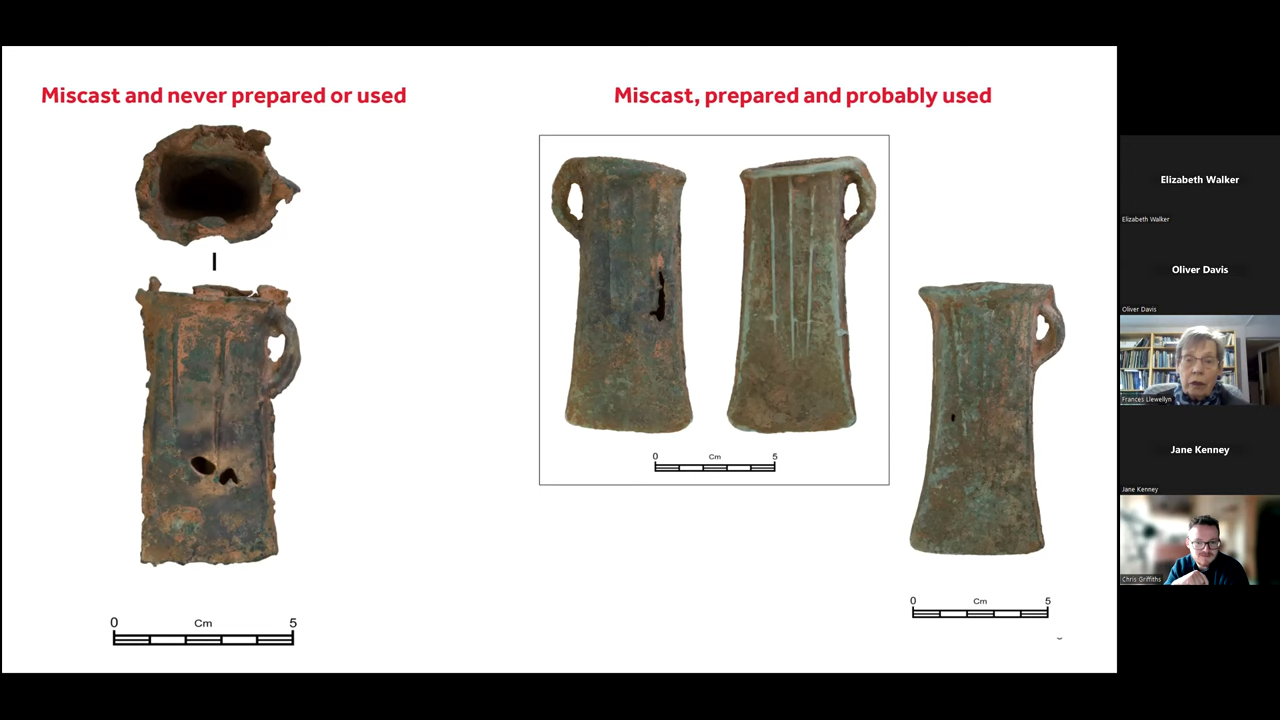 Miscast and never prepared or used
Miscast, prepared and probably used
0 Cm 5
0 Cm 5
0 Cm 5
Elizabeth Walker
Elizabeth Walker
Oliver Davis
Oliver Davis
Frances Llewellyn
Jane Kenney
Jane Kenney
Chris Griffiths